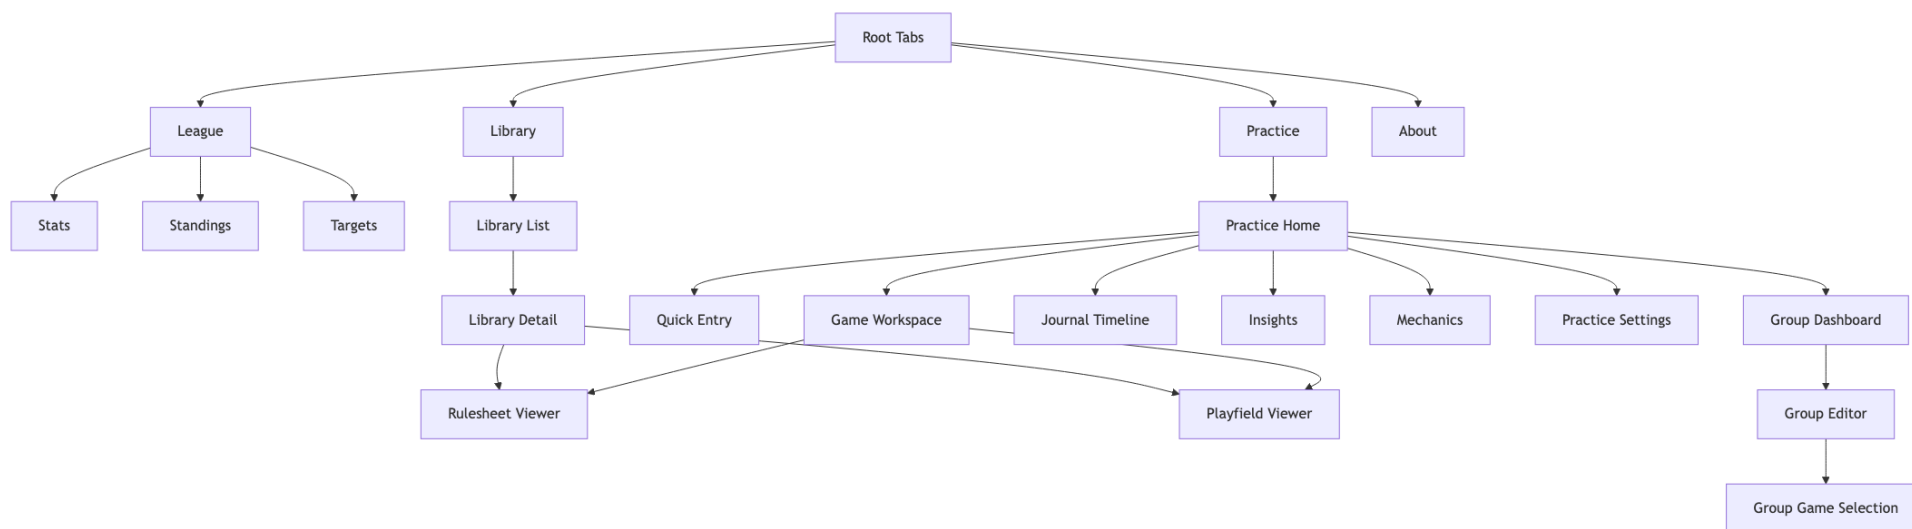 Root Tabs
League
Library
Practice
About
Stats
Standings
Targets
Library List
Practice Home
Library Detail
Quick Entry
Game Workspace
Journal Timeline
Insights
Mechanics
Practice Settings
Group Dashboard
Rulesheet Viewer
Playfield Viewer
Group Editor
Group Game Selection